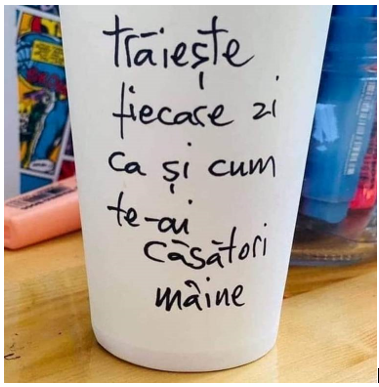 trăiește
fiecare zi
ca și cum
te-ai
căsători
mâine